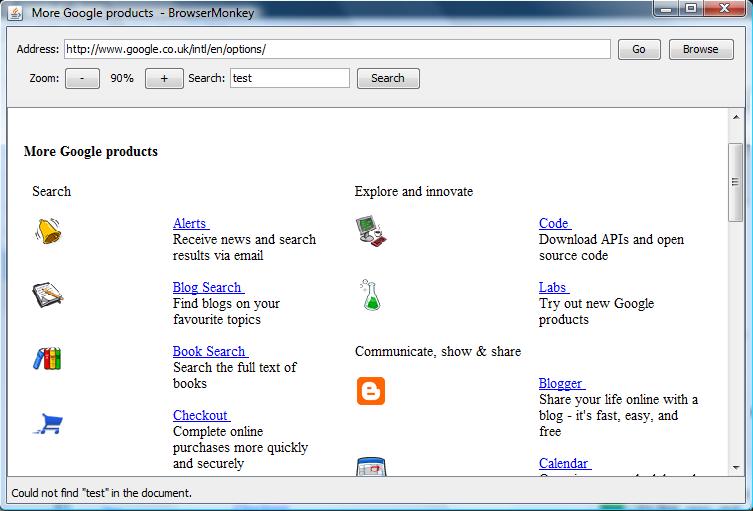 More Google products - BrowserMonkey
Address: http://www.google.co.uk/intl/en/options/ Go Browse
Zoom: - 90% + Search: test Search
More Google products
Search
Alerts
Receive news and search
results via email
Blog Search
Find blogs on your
favourite topics
Book Search
Search the full text of
books
Checkout
Complete online
purchases more quickly
and securely
Explore and innovate
Code
Download APIs and open
source code
Labs
Try out new Google
products
Communicate, show & share
Blogger
Share your life online with a
blog - it's fast, easy, and
free
Calendar
Could not find "test" in the document.